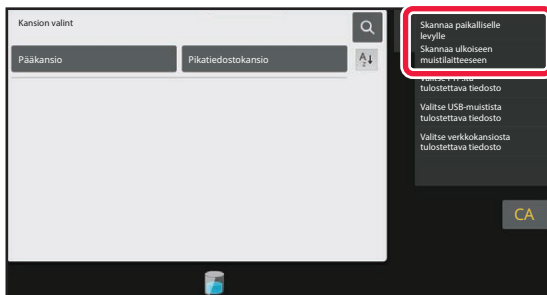 Kansion valint
Pääkansio
Pikatiedostokansio
Skannaa paikalliselle
levylle
Skannaa ulkoiseen
muistilaitteeseen
tulostettava tiedosto
Valitse USB-muistista
tulostettava tiedosto
Valitse verkkokansiosta
tulostettava tiedosto
CA